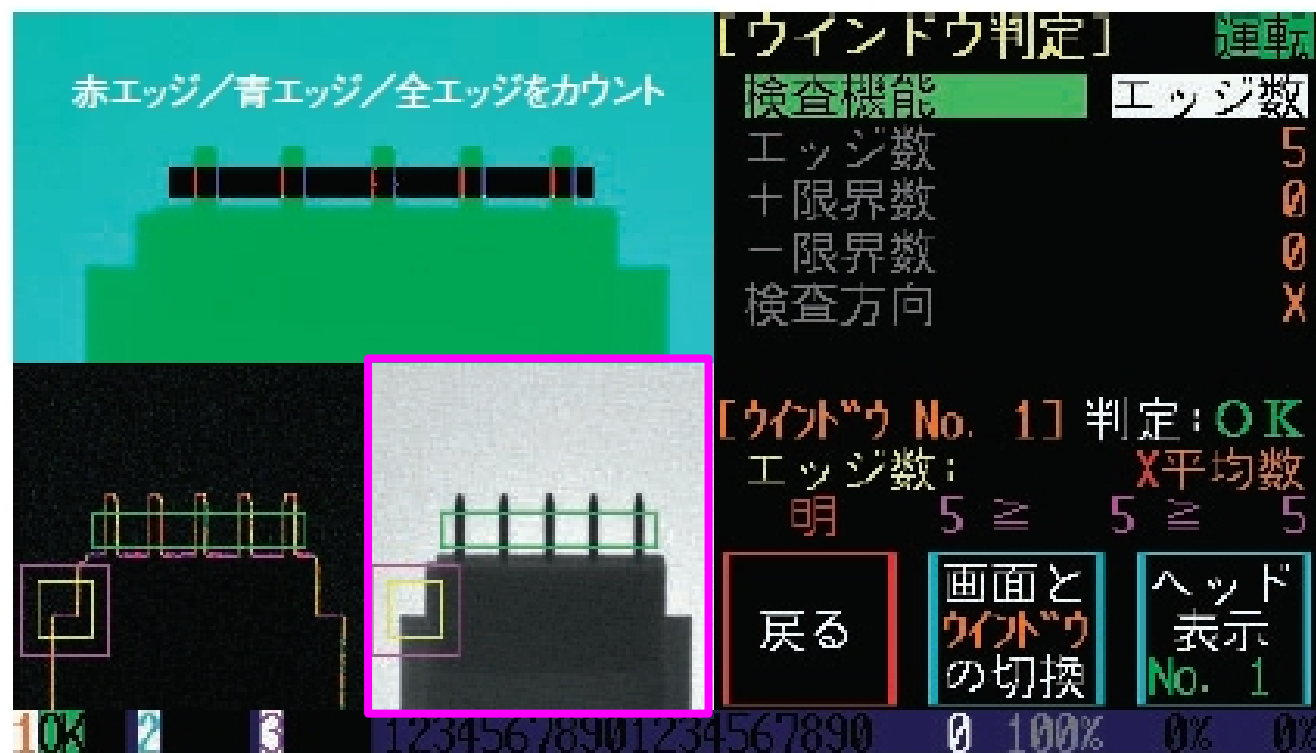 赤エッジ／青エッジ／全エッジをカウント
[ウインドウ判定] 運転
検査機能 エッジ数
エッジ数 5
＋限界数 0
－限界数 0
検査方向 X
[ウインドウ No. 1] 判定:OK
エッジ数: X平均数
明 5 ≧ 5 ≧ 5
戻る
画面と
ウインドウ
の切換
ヘッド
表示
No. 1
1OK 2 3 12345678901234567890 0 100% 0% 0%